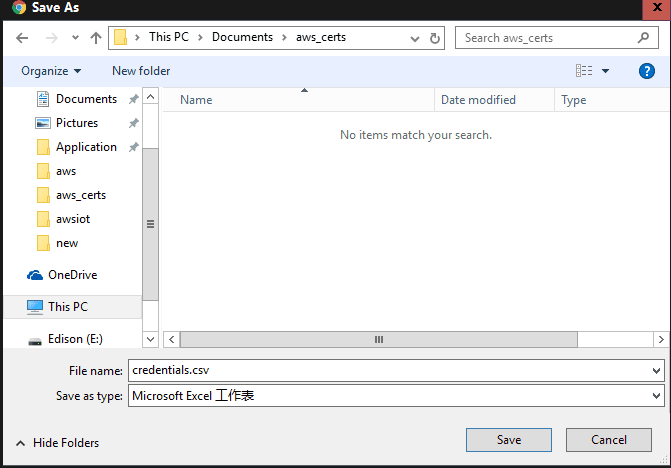 Save As
X
This PC > Documents > aws_certs
Search aws_certs
Organize
New folder
?
Documents
Pictures
Application
aws
aws_certs
awsiot
new
OneDrive
This PC
Edison (E:)
Name
Date modified
Type
No items match your search.
File name: credentials.csv
Save as type: Microsoft Excel 工作表
Hide Folders
Save
Cancel